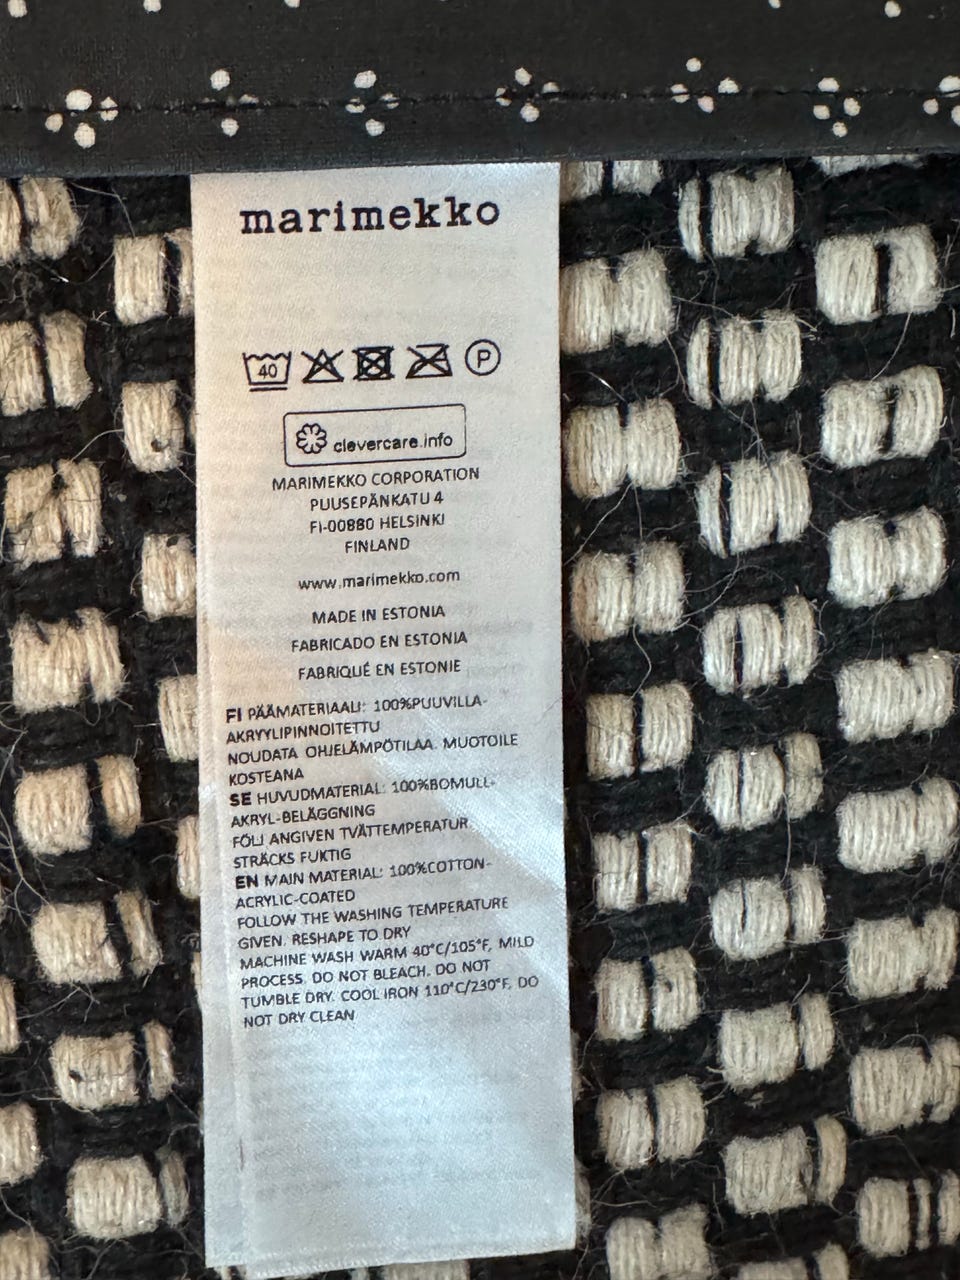 marimekko
40
P
clevercare.info
MARIMEKKO CORPORATION
PUUSEPÄNKATU 4
FI-00880 HELSINKI
FINLAND
www.marimekko.com
MADE IN ESTONIA
FABRICADO EN ESTONIA
FABRIQUÉ EN ESTONIE
FI PÄÄMATERIAALI: 100%PUUVILLA-
AKRYYLIPINNOITETTU
NOUDATA OHJELÄMPÖTILAA. MUOTOILE
KOSTEANA
SE HUVUDMATERIAL: 100%BOMULL-
AKRYL-BELÄGGNING
FÖLJ ANGIVEN TVÄTTEMPERATUR.
STRÄCKS FUKTIG
EN MAIN MATERIAL: 100%COTTON-
ACRYLIC-COATED
FOLLOW THE WASHING TEMPERATURE
GIVEN. RESHAPE TO DRY
MACHINE WASH WARM 40°C/105°F, MILD
PROCESS. DO NOT BLEACH. DO NOT
TUMBLE DRY. COOL IRON 110°C/230°F, DO
NOT DRY CLEAN